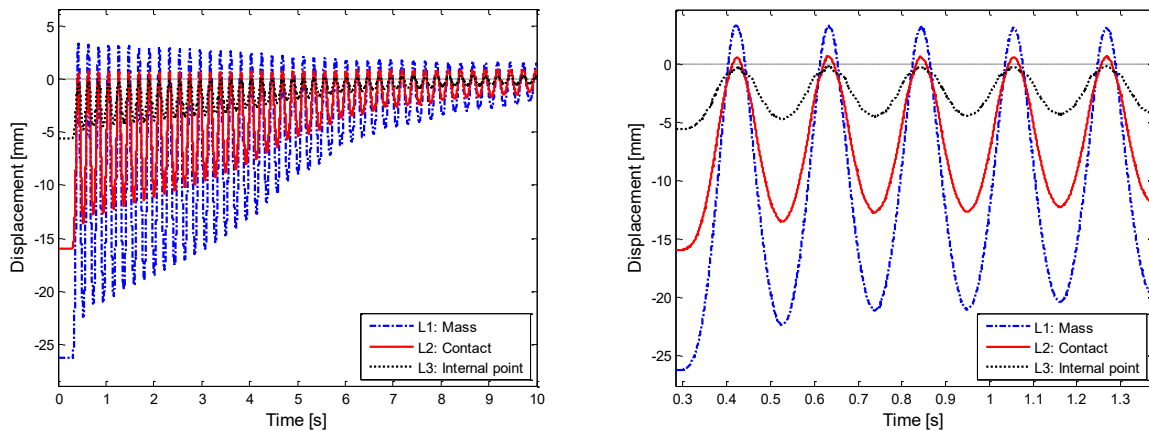 5
0
-5
-10
-15
-20
-25
Displacement [mm]
0 1 2 3 4 5 6 7 8 9 10
Time [s]
L1: Mass
L2: Contact
L3: Internal point
0
-5
-10
-15
-20
-25
Displacement [mm]
0.3 0.4 0.5 0.6 0.7 0.8 0.9 1 1.1 1.2 1.3
Time [s]
L1: Mass
L2: Contact
L3: Internal point